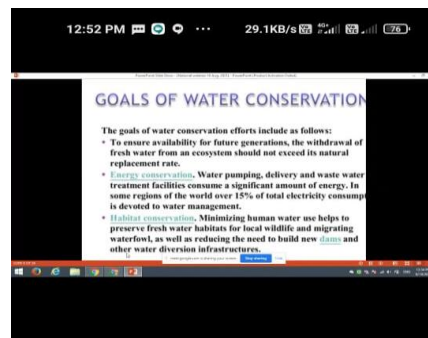 12:52 PM
29.1KB/s 4G+ 76
GOALS OF WATER CONSERVATION
The goals of water conservation efforts include as follows:
• To ensure availability for future generations, the withdrawal of
fresh water from an ecosystem should not exceed its natural
replacement rate.
• Energy conservation. Water pumping, delivery and waste water
treatment facilities consume a significant amount of energy. In
some regions of the world over 15% of total electricity consumpt
is devoted to water management.
• Habitat conservation. Minimizing human water use helps to
preserve fresh water habitats for local wildlife and migrating
waterfowl, as well as reducing the need to build new dams and
other water diversion infrastructures.
Stop sharing